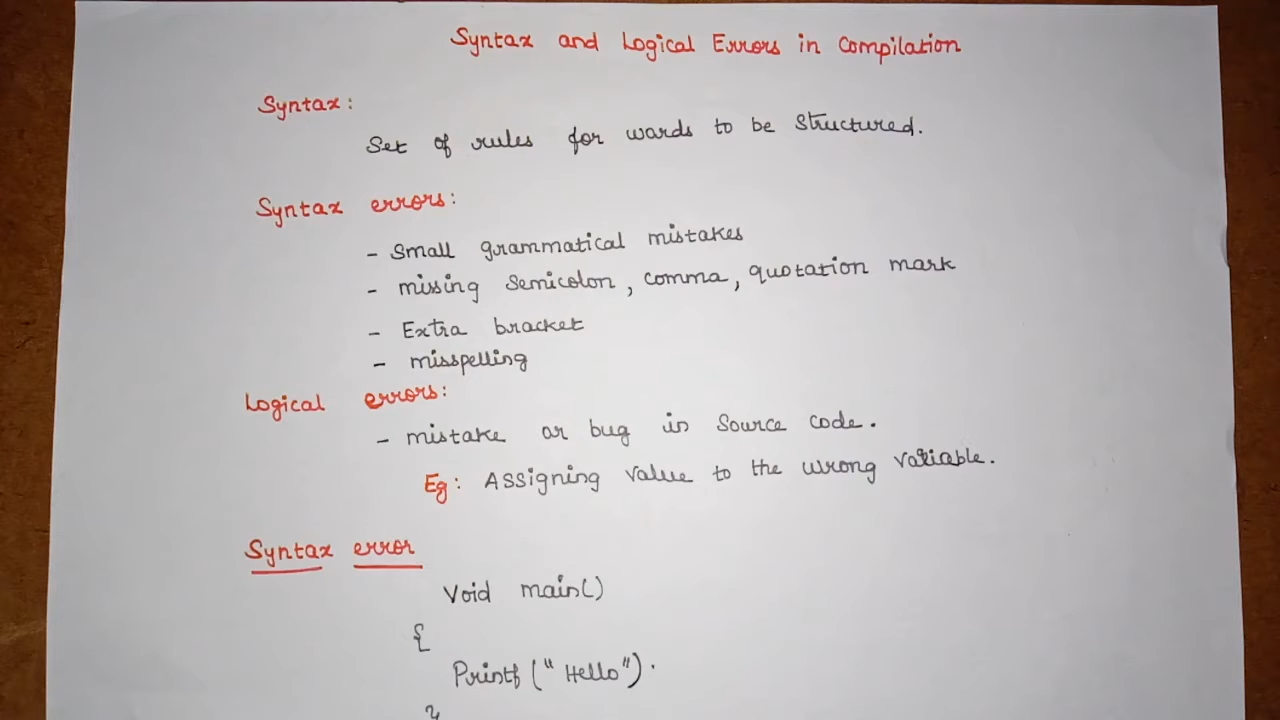 Syntax and Logical Errors in Compilation
Syntax:
Set of rules for words to be structured.
Syntax errors:
- Small grammatical mistakes
- missing Semicolon, comma, quotation mark
- Extra bracket
- misspelling
Logical errors:
- mistake or bug in Source code.
Eg: Assigning value to the wrong variable.
Syntax error
Void main()
{
Printf ("Hello").
}